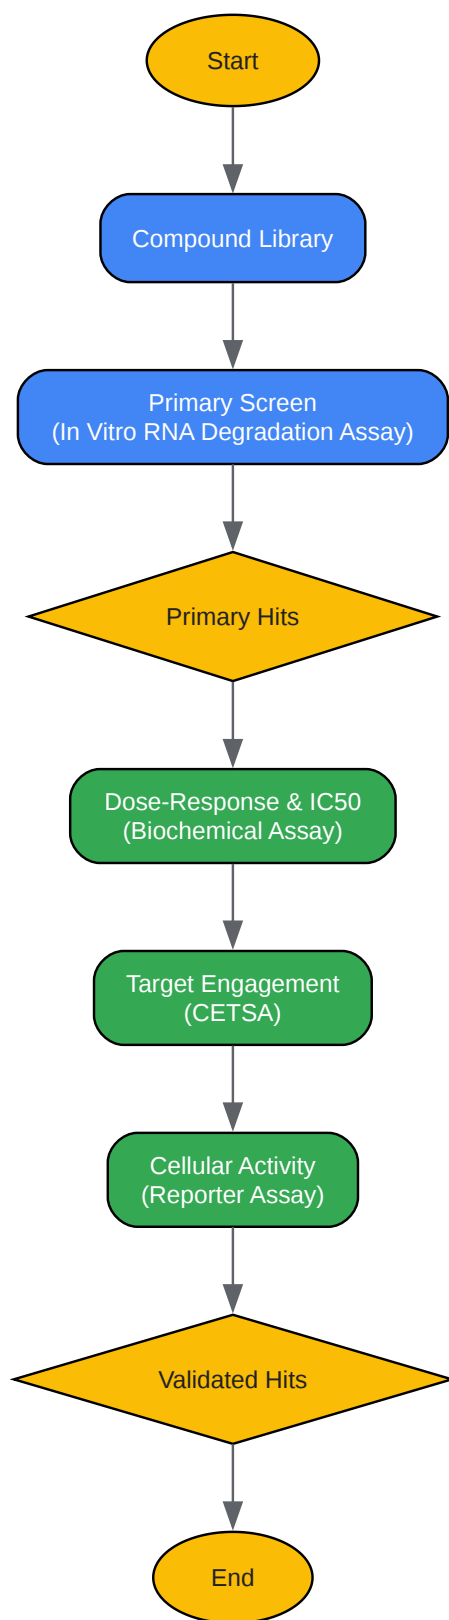 Start
Compound Library
Primary Screen
(In Vitro RNA Degradation Assay)
Primary Hits
Dose-Response & IC50
(Biochemical Assay)
Target Engagement
(CETSA)
Cellular Activity
(Reporter Assay)
Validated Hits
End